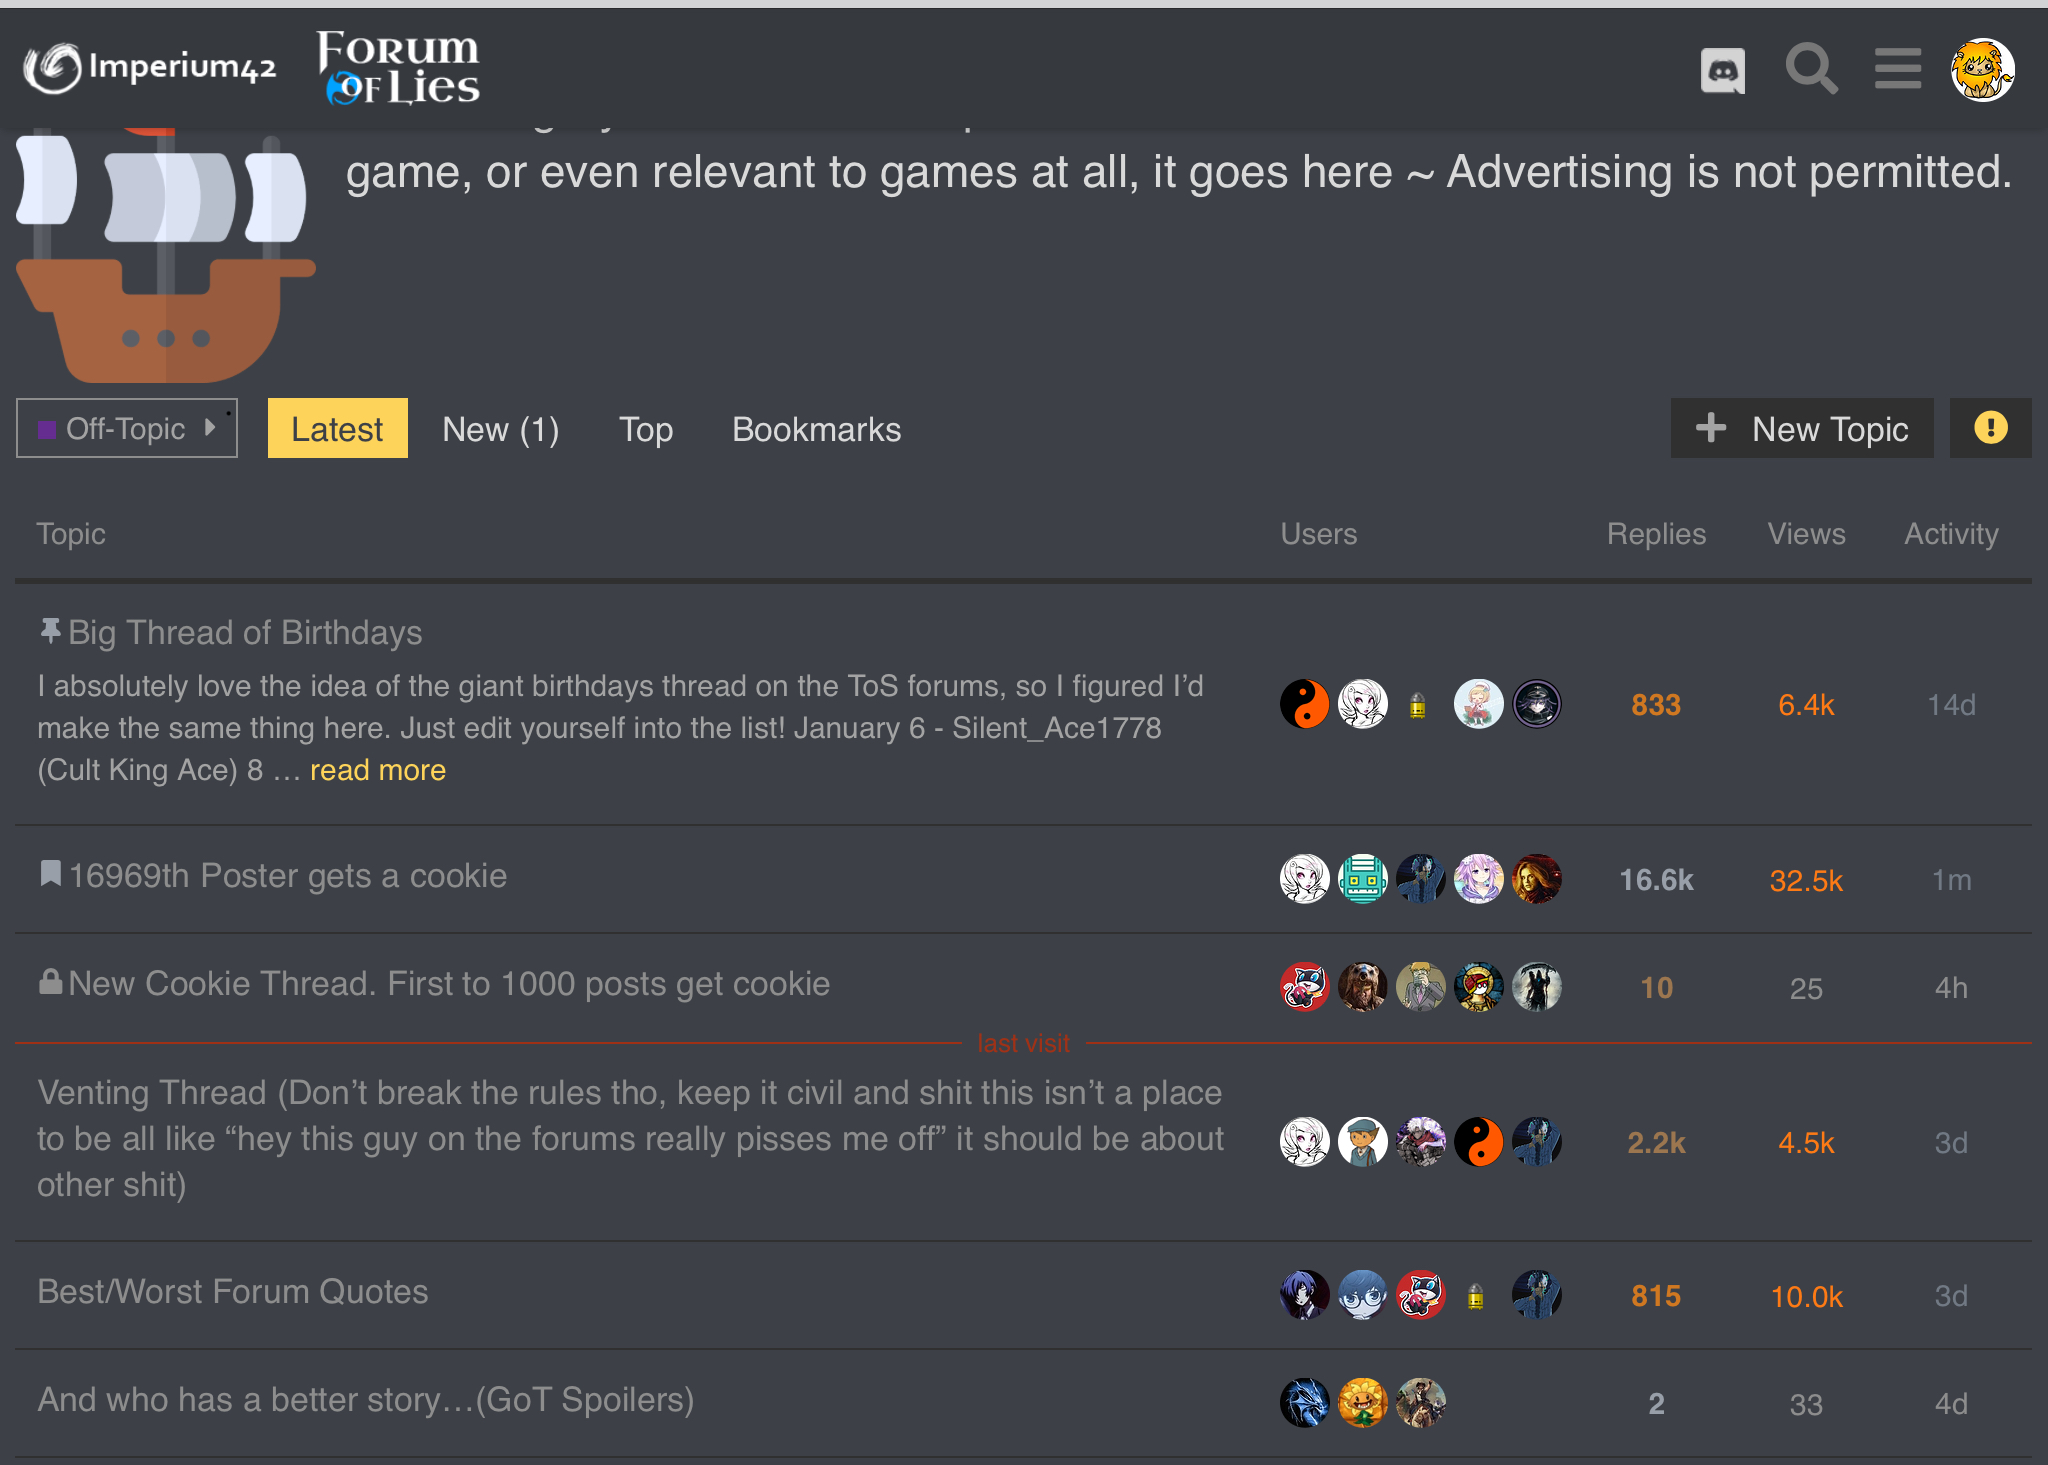 Imperium42
Forum
of Lies
game, or even relevant to games at all, it goes here ~ Advertising is not permitted.
Off-Topic
Latest
New (1)
Top
Bookmarks
New Topic
Topic
Users
Replies
Views
Activity
Big Thread of Birthdays
I absolutely love the idea of the giant birthdays thread on the ToS forums, so I figured I’d
make the same thing here. Just edit yourself into the list! January 6 - Silent_Ace1778
(Cult King Ace) 8 … read more
833
6.4k
14d
16969th Poster gets a cookie
16.6k
32.5k
1m
New Cookie Thread. First to 1000 posts get cookie
10
25
4h
last visit
Venting Thread (Don’t break the rules tho, keep it civil and shit this isn’t a place
to be all like “hey this guy on the forums really pisses me off” it should be about
other shit)
2.2k
4.5k
3d
Best/Worst Forum Quotes
815
10.0k
3d
And who has a better story…(GoT Spoilers)
2
33
4d